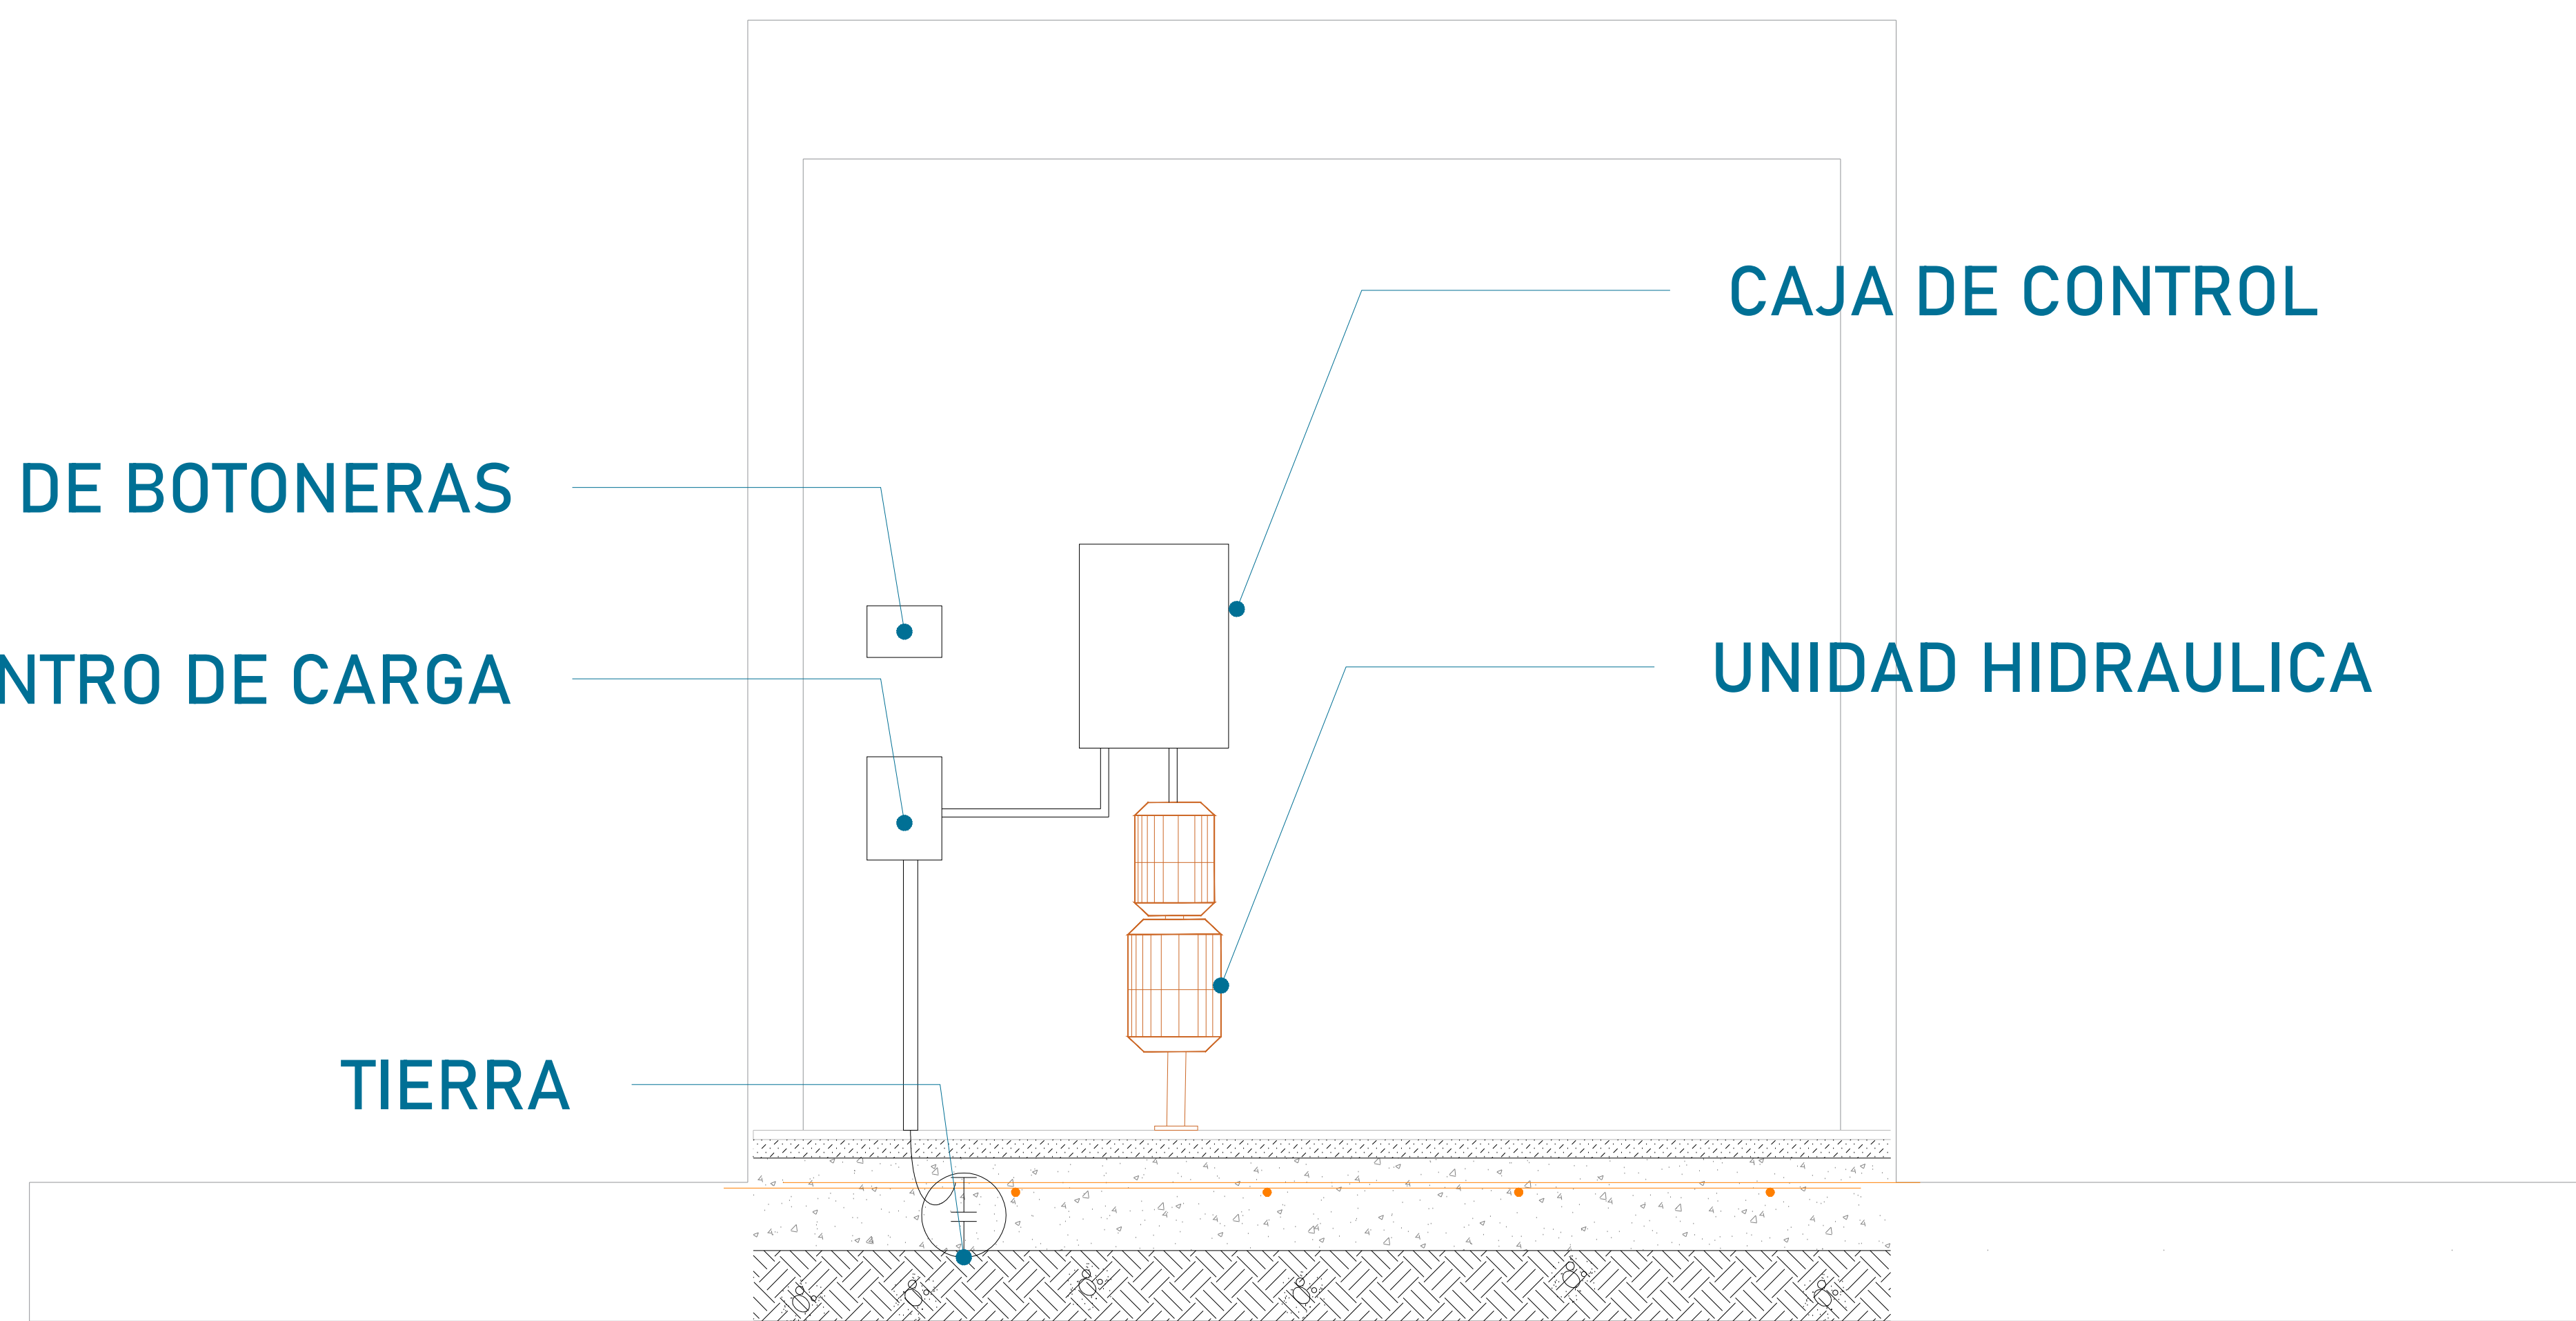 CAJA DE CONTROL
DE BOTONERAS
UNIDAD HIDRAULICA
NTRO DE CARGA
TIERRA